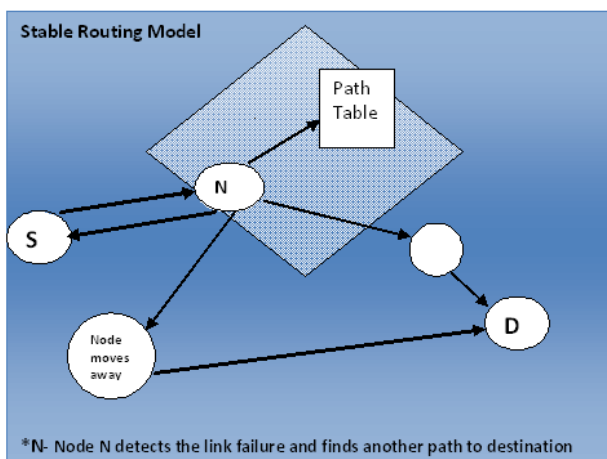 Stable Routing Model
Path
Table
N
S
D
Node
moves
away
*N- Node N detects the link failure and finds another path to destination